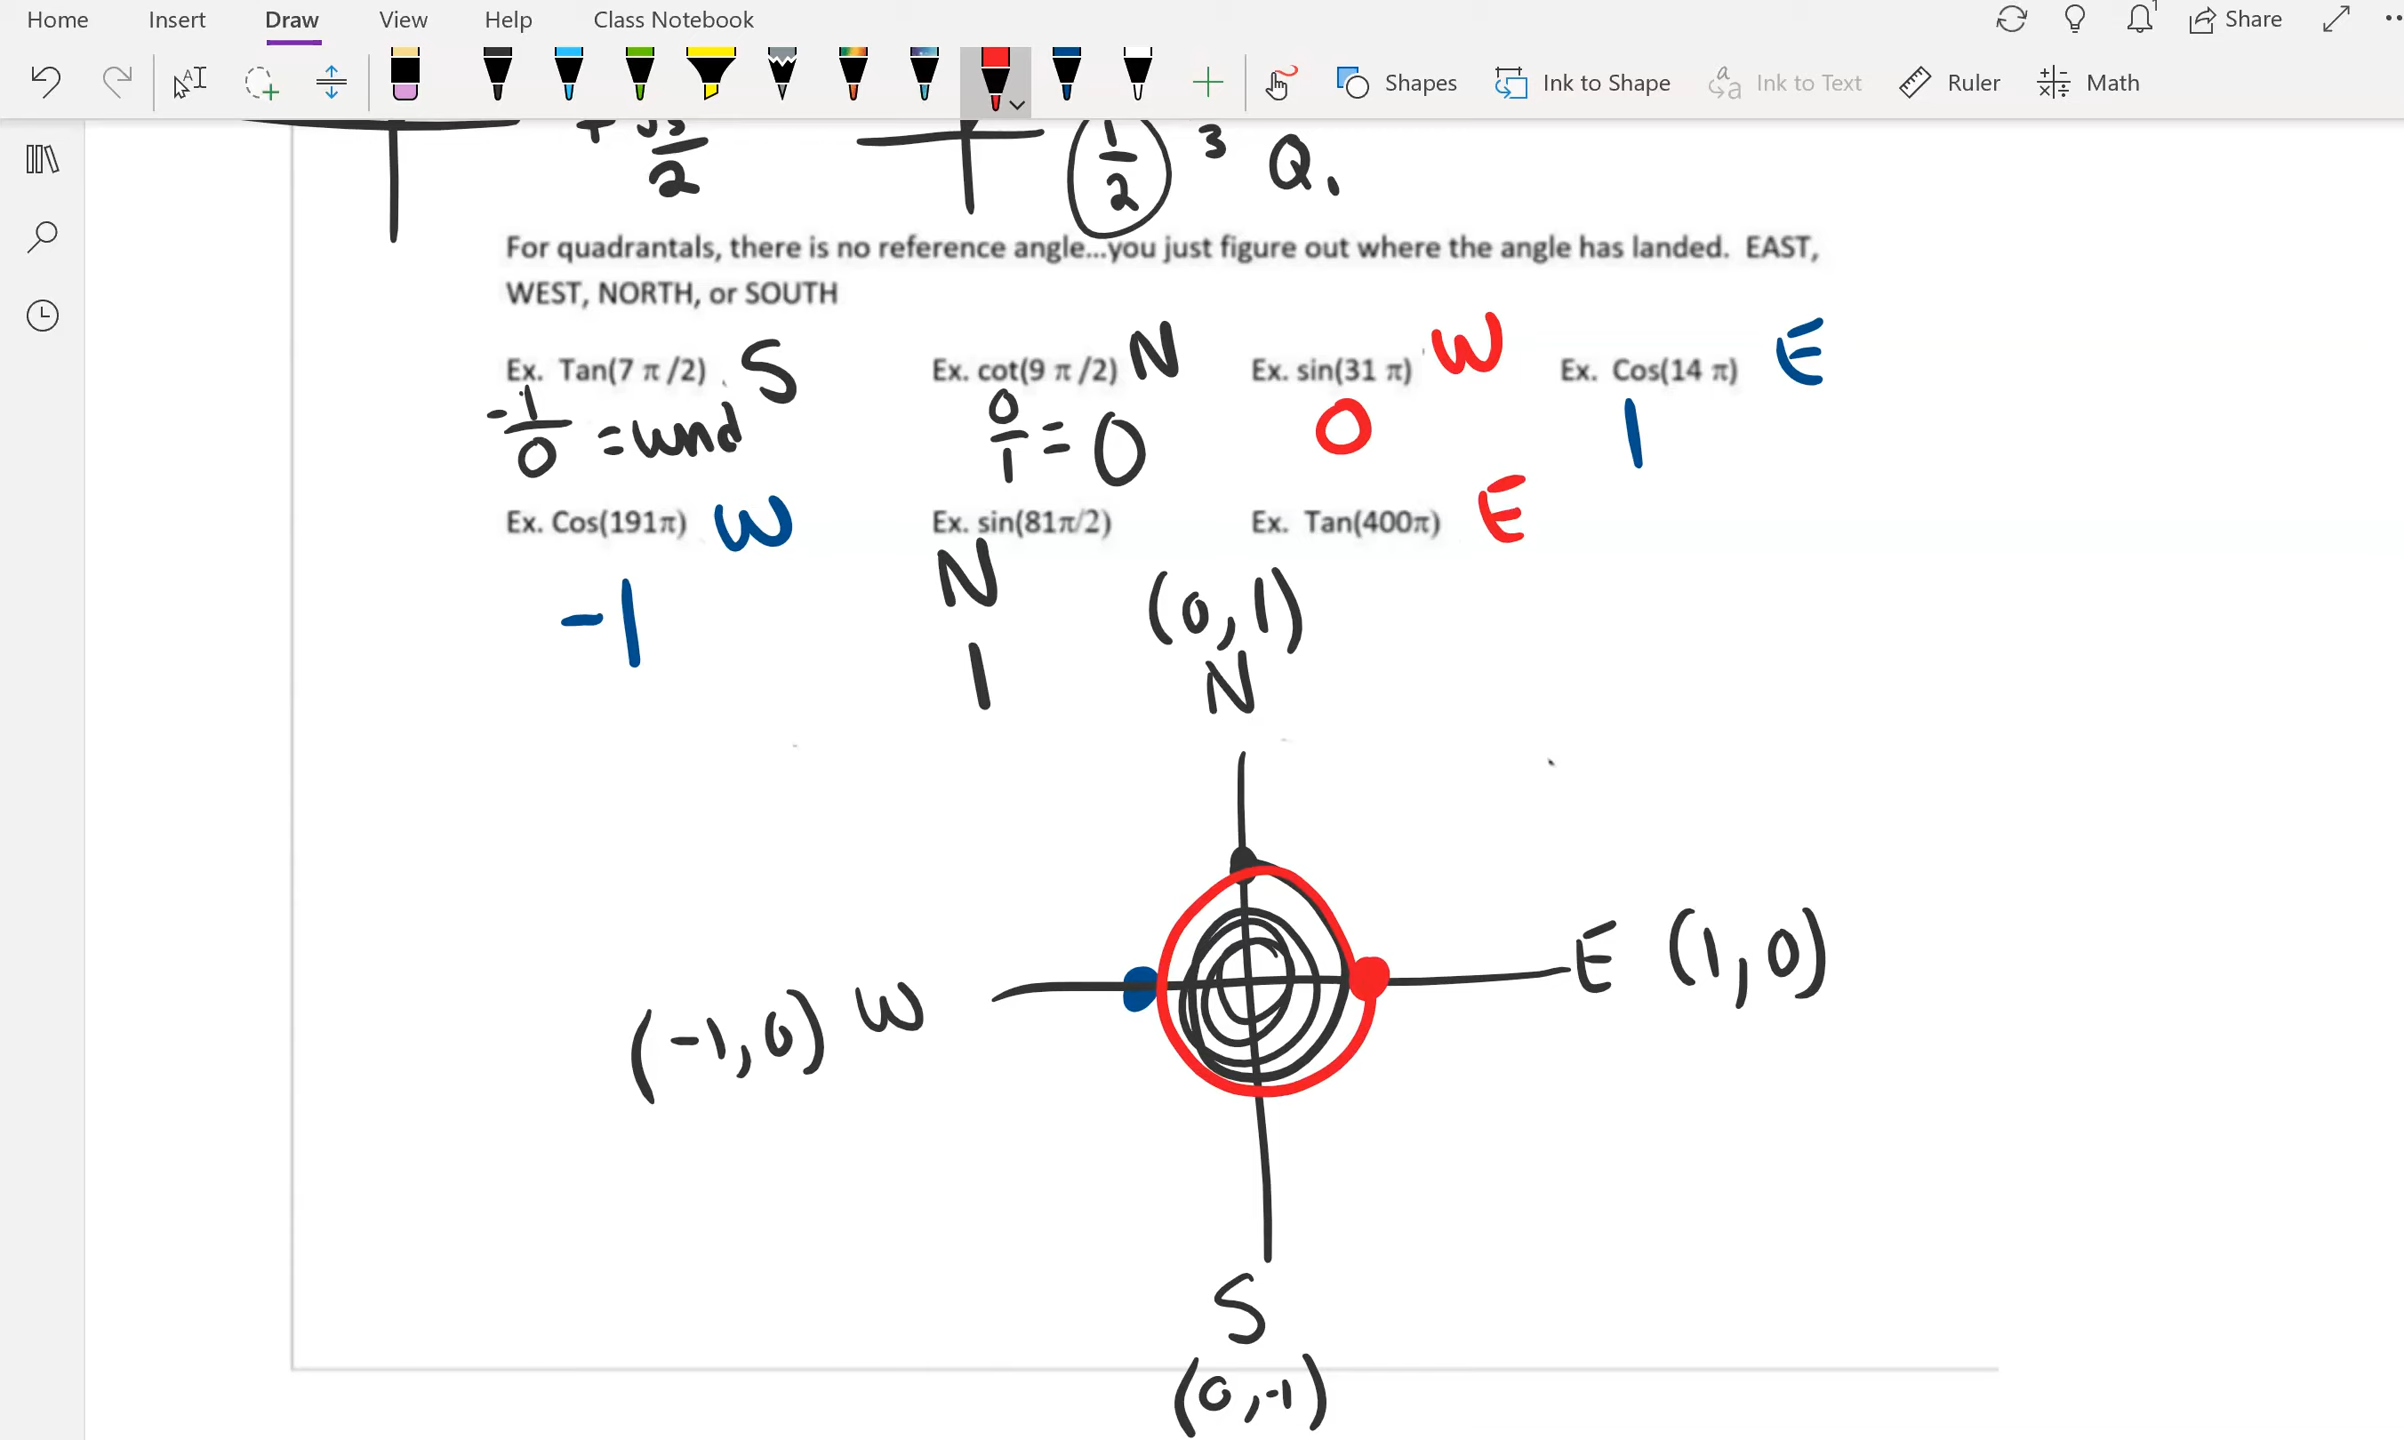 Home Insert Draw View Help Class Notebook Share
Shapes Ink to Shape Ink to Text Ruler Math
2 1/2 3 Q.
For quadrantals, there is no reference angle...you just figure out where the angle has landed. EAST,
WEST, NORTH, or SOUTH
Ex. Tan(7 π /2) S Ex. cot(9 π /2) N Ex. sin(31 π) W Ex. Cos(14 π) E
-1/0 = und 0/1 = 0 0 1
Ex. Cos(191π) W Ex. sin(81π/2) Ex. Tan(400π) E
-1 N (0,1)
1 N
E (1,0)
(-1,0) W
S
(0,-1)